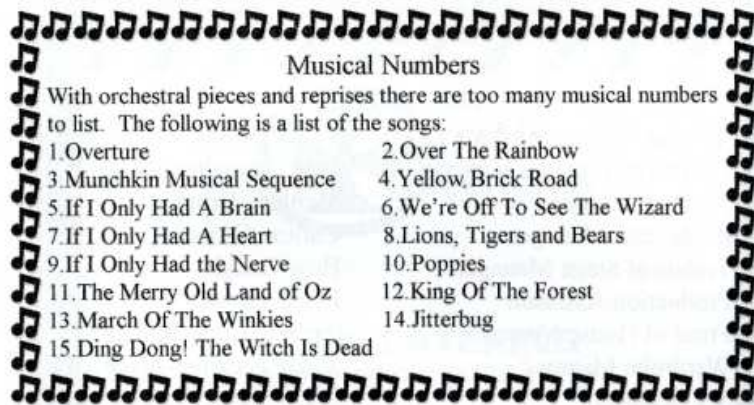 Musical Numbers
With orchestral pieces and reprises there are too many musical numbers
to list. The following is a list of the songs:
1.Overture 2.Over The Rainbow
3.Munchkin Musical Sequence 4.Yellow Brick Road
5.If I Only Had A Brain 6.We're Off To See The Wizard
7.If I Only Had A Heart 8.Lions, Tigers and Bears
9.If I Only Had the Nerve 10.Poppies
11.The Merry Old Land of Oz 12.King Of The Forest
13.March Of The Winkies 14.Jitterbug
15.Ding Dong! The Witch Is Dead